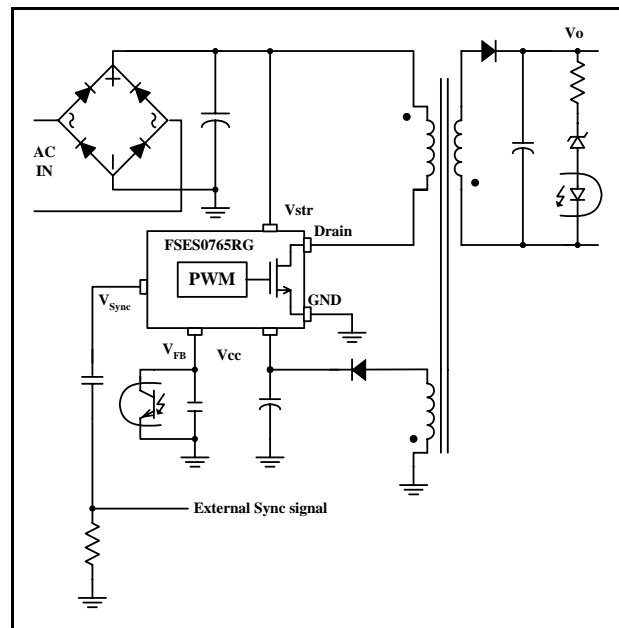 Vo
AC
IN
Vstr
Drain
FSES0765RG
PWM
GND
VSync
VFB
Vcc
External Sync signal